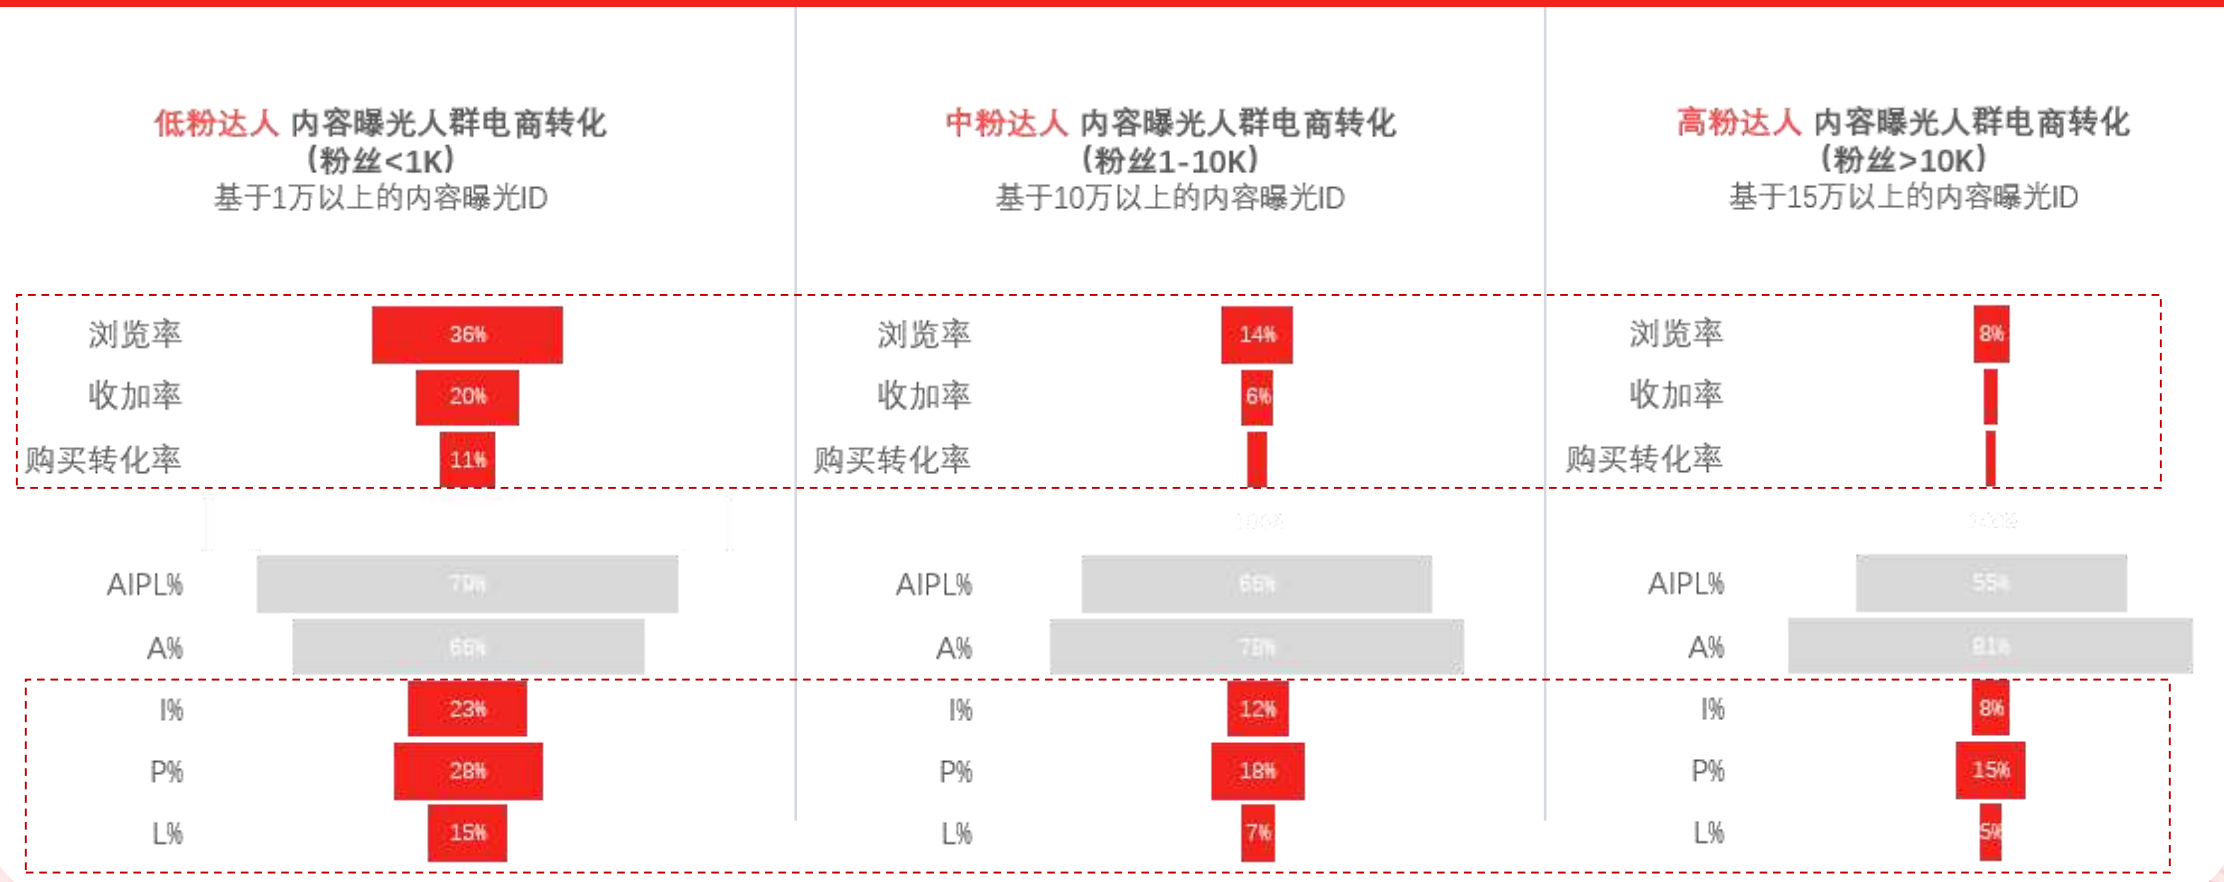 低粉达人 内容曝光人群电商转化
(粉丝<1K)
基于1万以上的内容曝光ID
浏览率
36%
收加率
20%
购买转化率
11%
AIPL%
79%
A%
66%
I%
23%
P%
28%
L%
15%
中粉达人 内容曝光人群电商转化
(粉丝1-10K)
基于10万以上的内容曝光ID
浏览率
14%
收加率
6%
购买转化率
AIPL%
66%
A%
78%
I%
12%
P%
18%
L%
7%
高粉达人 内容曝光人群电商转化
(粉丝>10K)
基于15万以上的内容曝光ID
浏览率
8%
收加率
购买转化率
AIPL%
55%
A%
81%
I%
8%
P%
15%
L%
5%